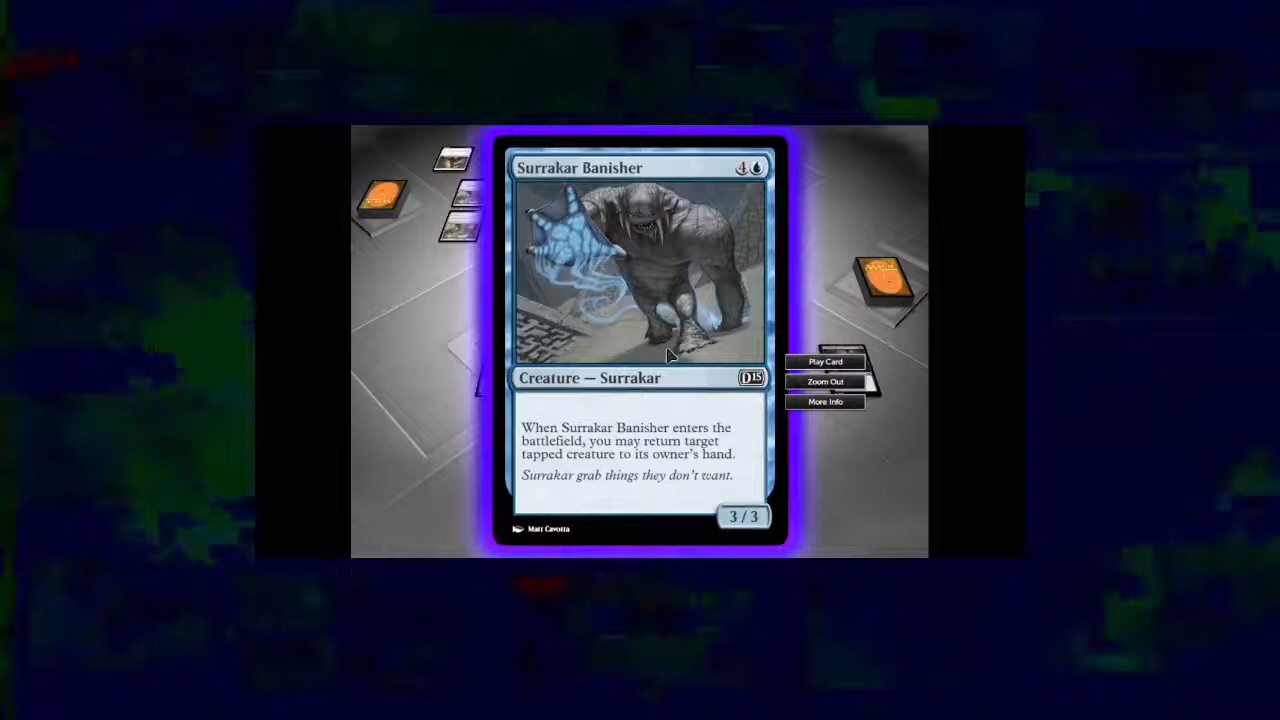 Surrakar Banisher 4
Play Card
Creature — Surrakar D15
Zoom Out
More Info
When Surrakar Banisher enters the
battlefield, you may return target
tapped creature to its owner's hand.
Surrakar grab things they don't want.
3 / 3
Matt Cavotta